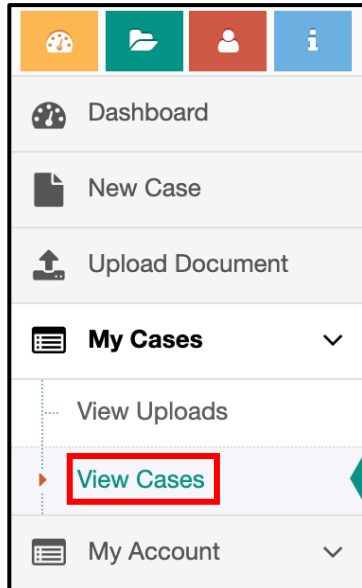 Dashboard
New Case
Upload Document
My Cases
View Uploads
View Cases
My Account